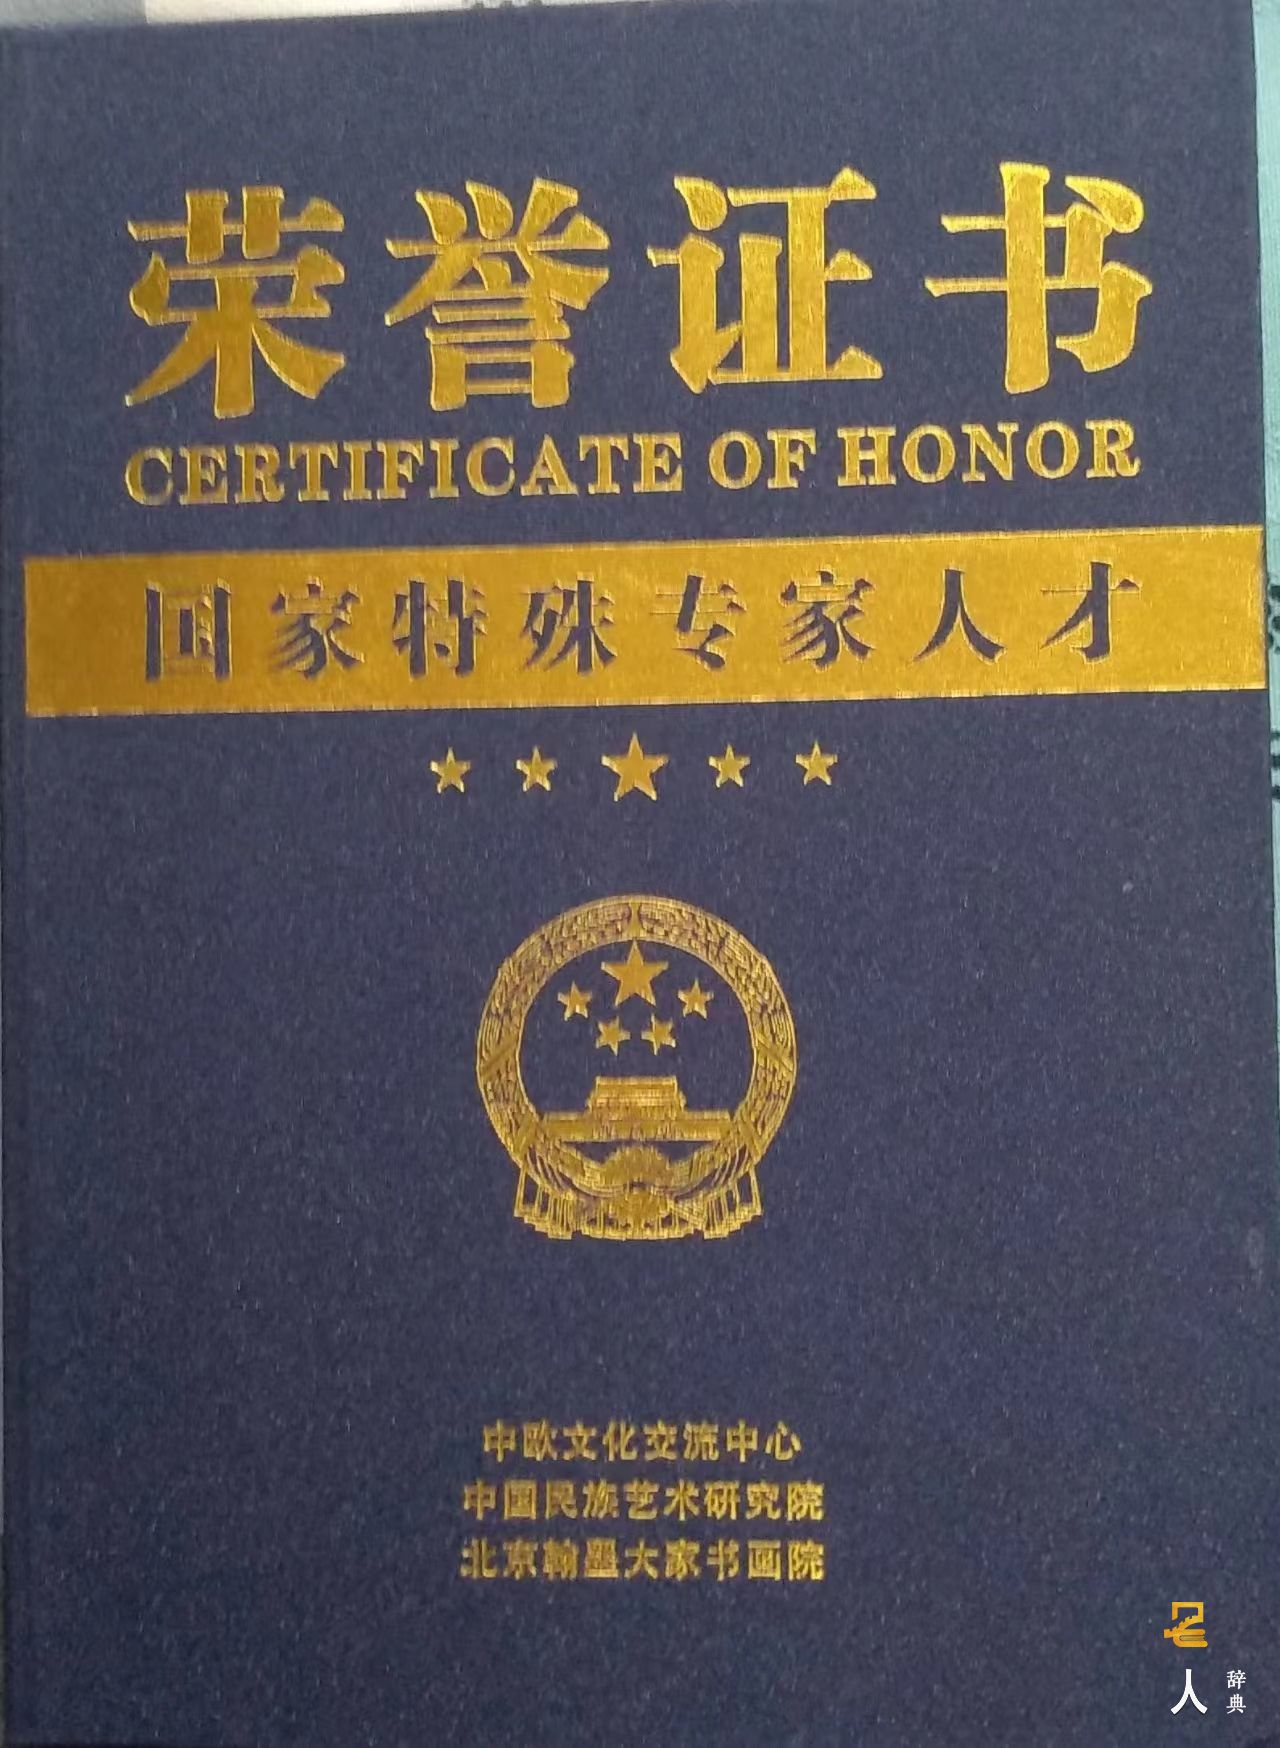 荣誉证书
CERTIFICATE OF HONOR
国家特殊专家人才
中欧文化交流中心
中国民族艺术研究院
北京翰墨大家书画院
人 辞典